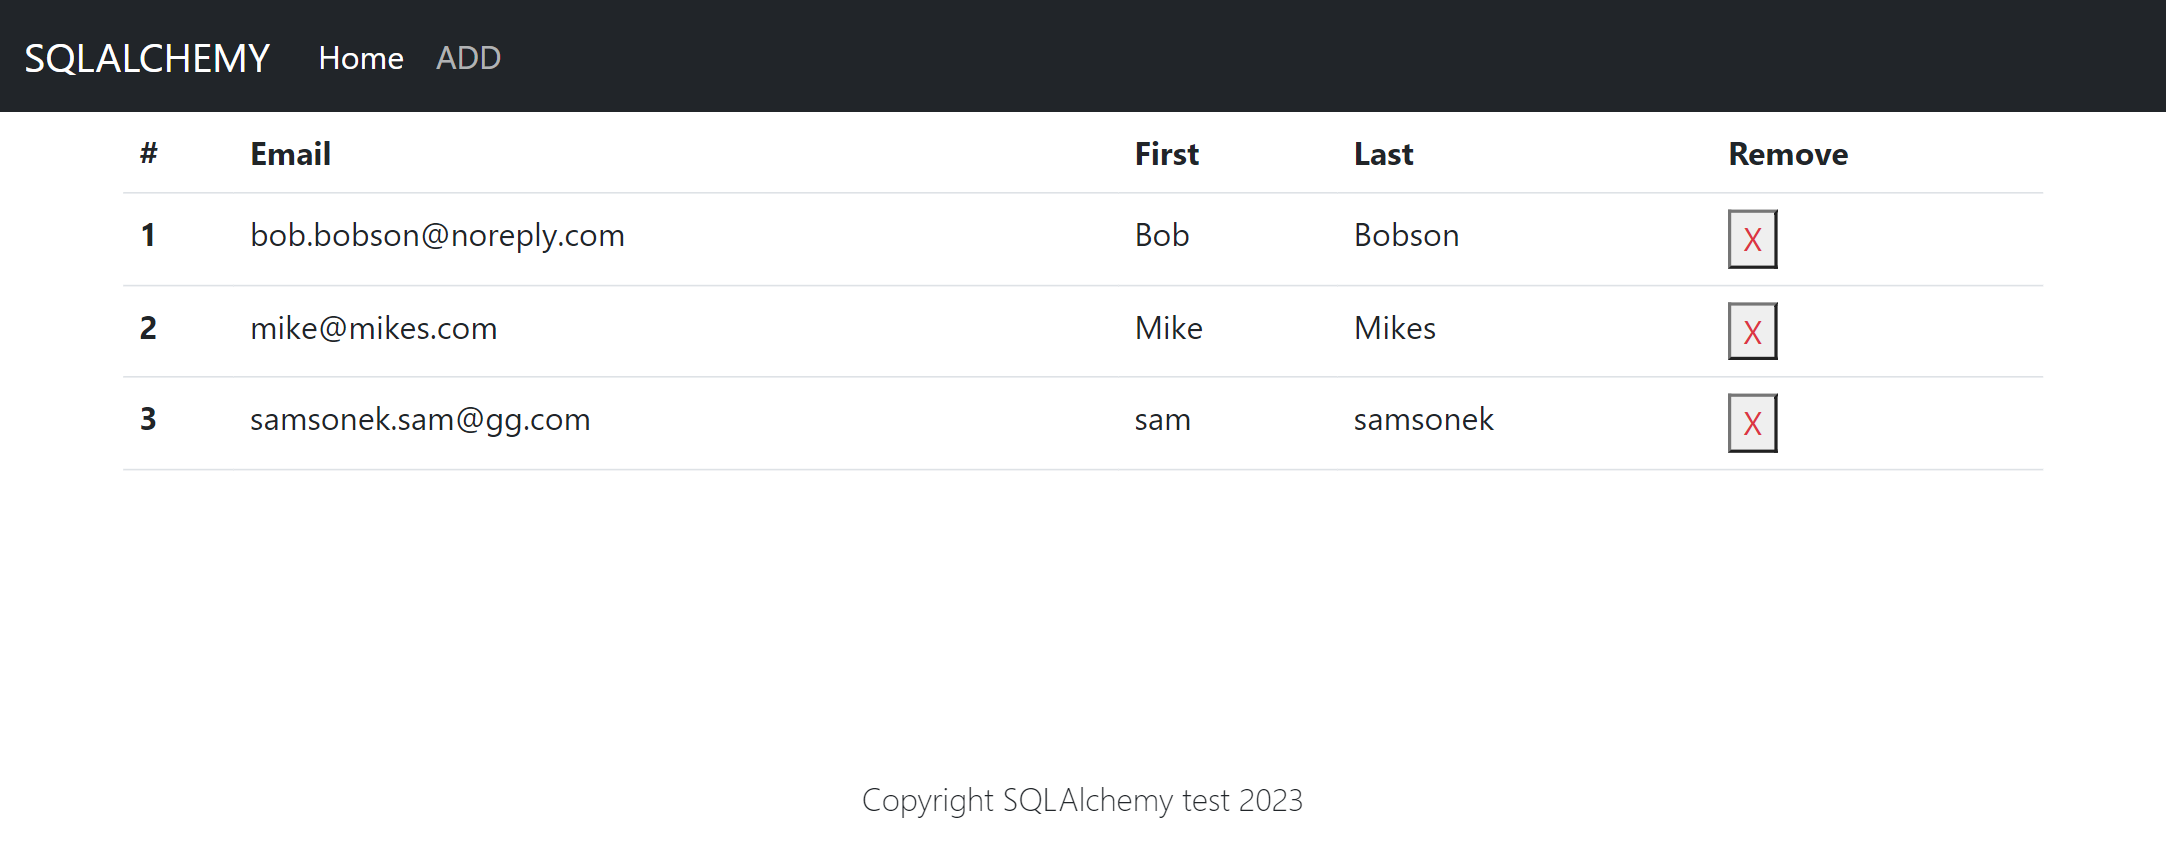 SQLALCHEMY Home ADD
# Email First Last Remove
1 bob.bobson@noreply.com Bob Bobson X
2 mike@mikes.com Mike Mikes X
3 samsonek.sam@gg.com sam samsonek X
Copyright SQLAlchemy test 2023